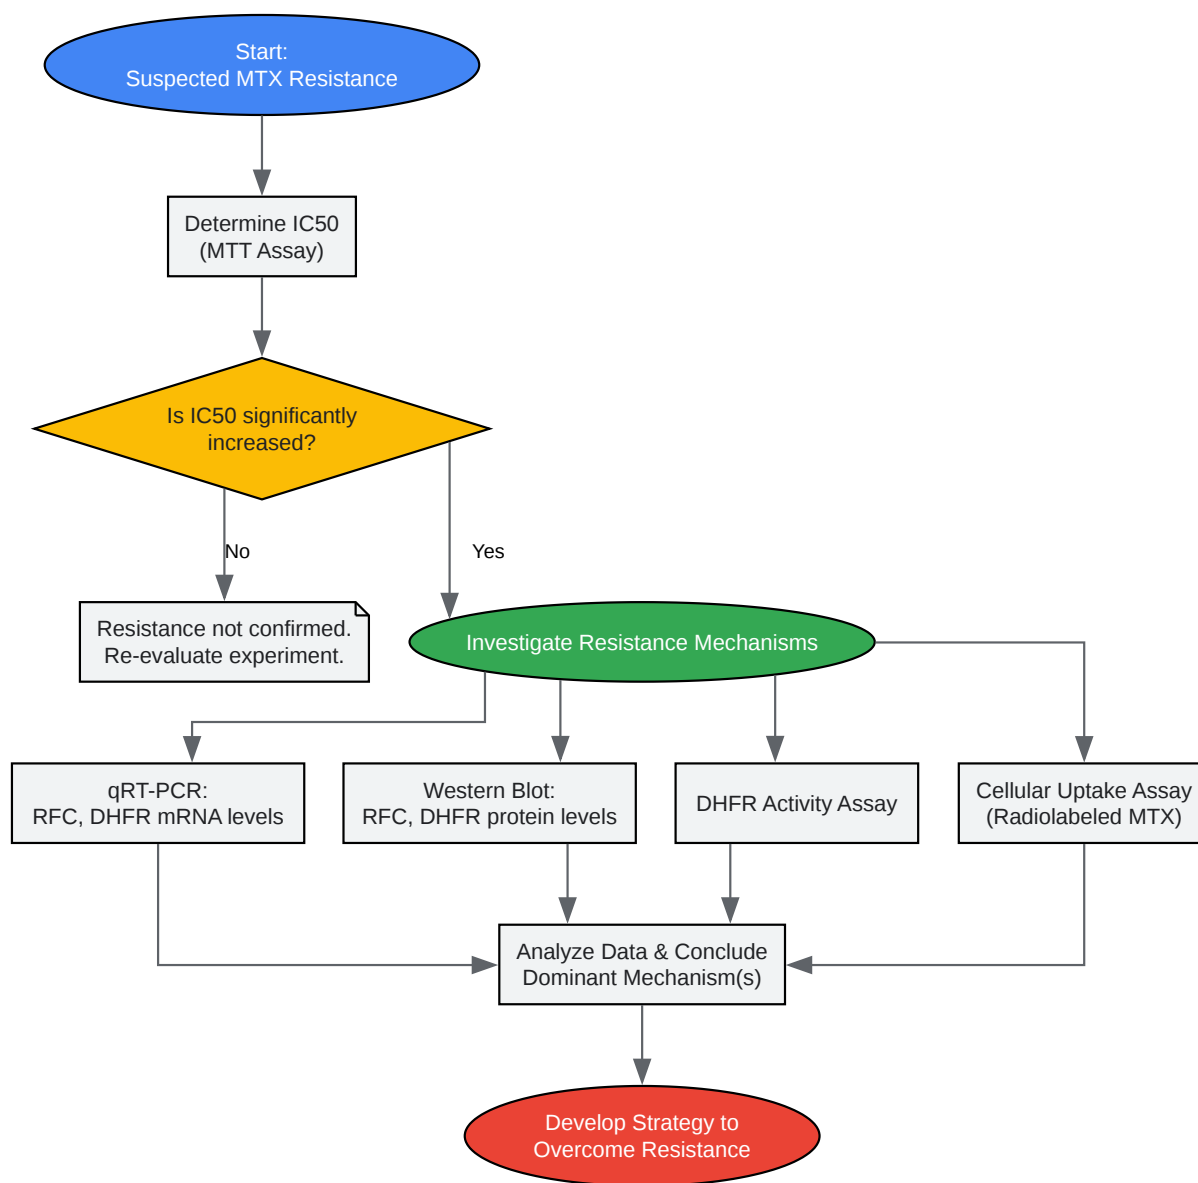 Start:
Suspected MTX Resistance
Determine IC50
(MTT Assay)
Is IC50 significantly
increased?
No
Yes
Resistance not confirmed.
Re-evaluate experiment.
Investigate Resistance Mechanisms
qRT-PCR:
RFC, DHFR mRNA levels
Western Blot:
RFC, DHFR protein levels
DHFR Activity Assay
Cellular Uptake Assay
(Radiolabeled MTX)
Analyze Data & Conclude
Dominant Mechanism(s)
Develop Strategy to
Overcome Resistance